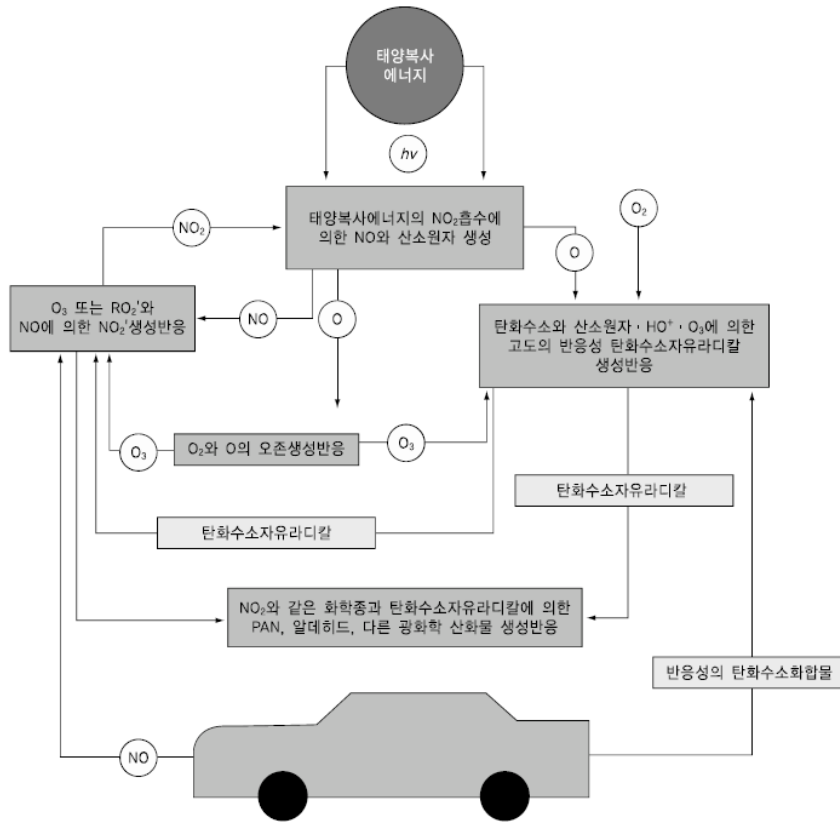 태양복사
에너지
hv
태양복사에너지의 NO₂흡수에
의한 NO와 산소원자 생성
NO₂
O₂
O
O₃ 또는 RO₂'와
NO에 의한 NO₂'생성반응
NO
O
탄화수소와 산소원자·HO⁺·O₃에 의한
고도의 반응성 탄화수소자유라디칼
생성반응
O₃
O₂와 O의 오존생성반응
O₃
탄화수소자유라디칼
탄화수소자유라디칼
NO₂와 같은 화학종과 탄화수소자유라디칼에 의한
PAN, 알데히드, 다른 광화학 산화물 생성반응
반응성의 탄화수소화합물
NO